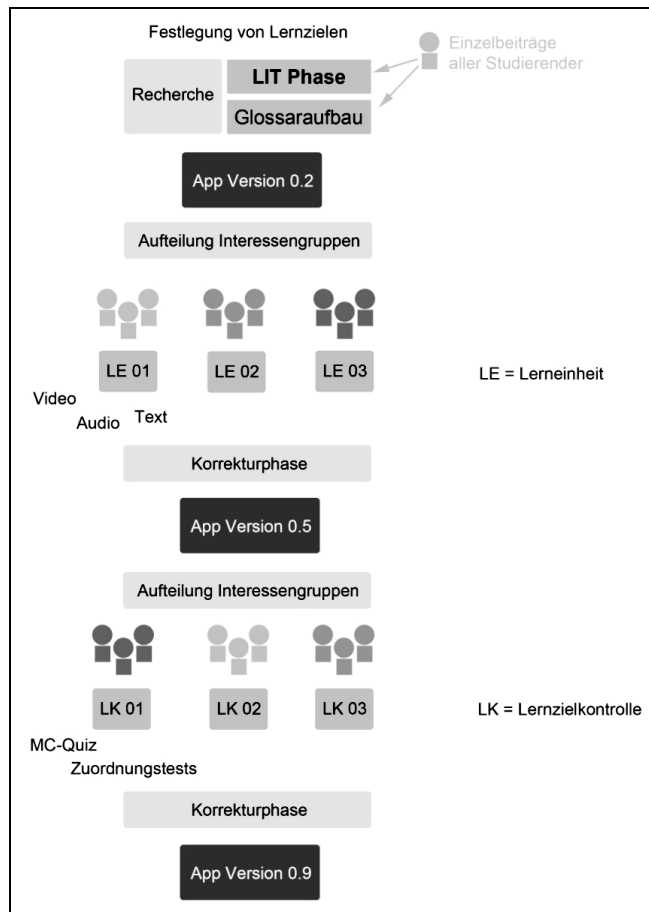 Festlegung von Lernzielen
Einzelbeiträge
aller Studierender
Recherche
LIT Phase
Glossaraufbau
App Version 0.2
Aufteilung Interessengruppen
LE 01
LE 02
LE 03
LE = Lerneinheit
Video
Audio
Text
Korrekturphase
App Version 0.5
Aufteilung Interessengruppen
LK 01
LK 02
LK 03
LK = Lernzielkontrolle
MC-Quiz
Zuordnungstests
Korrekturphase
App Version 0.9